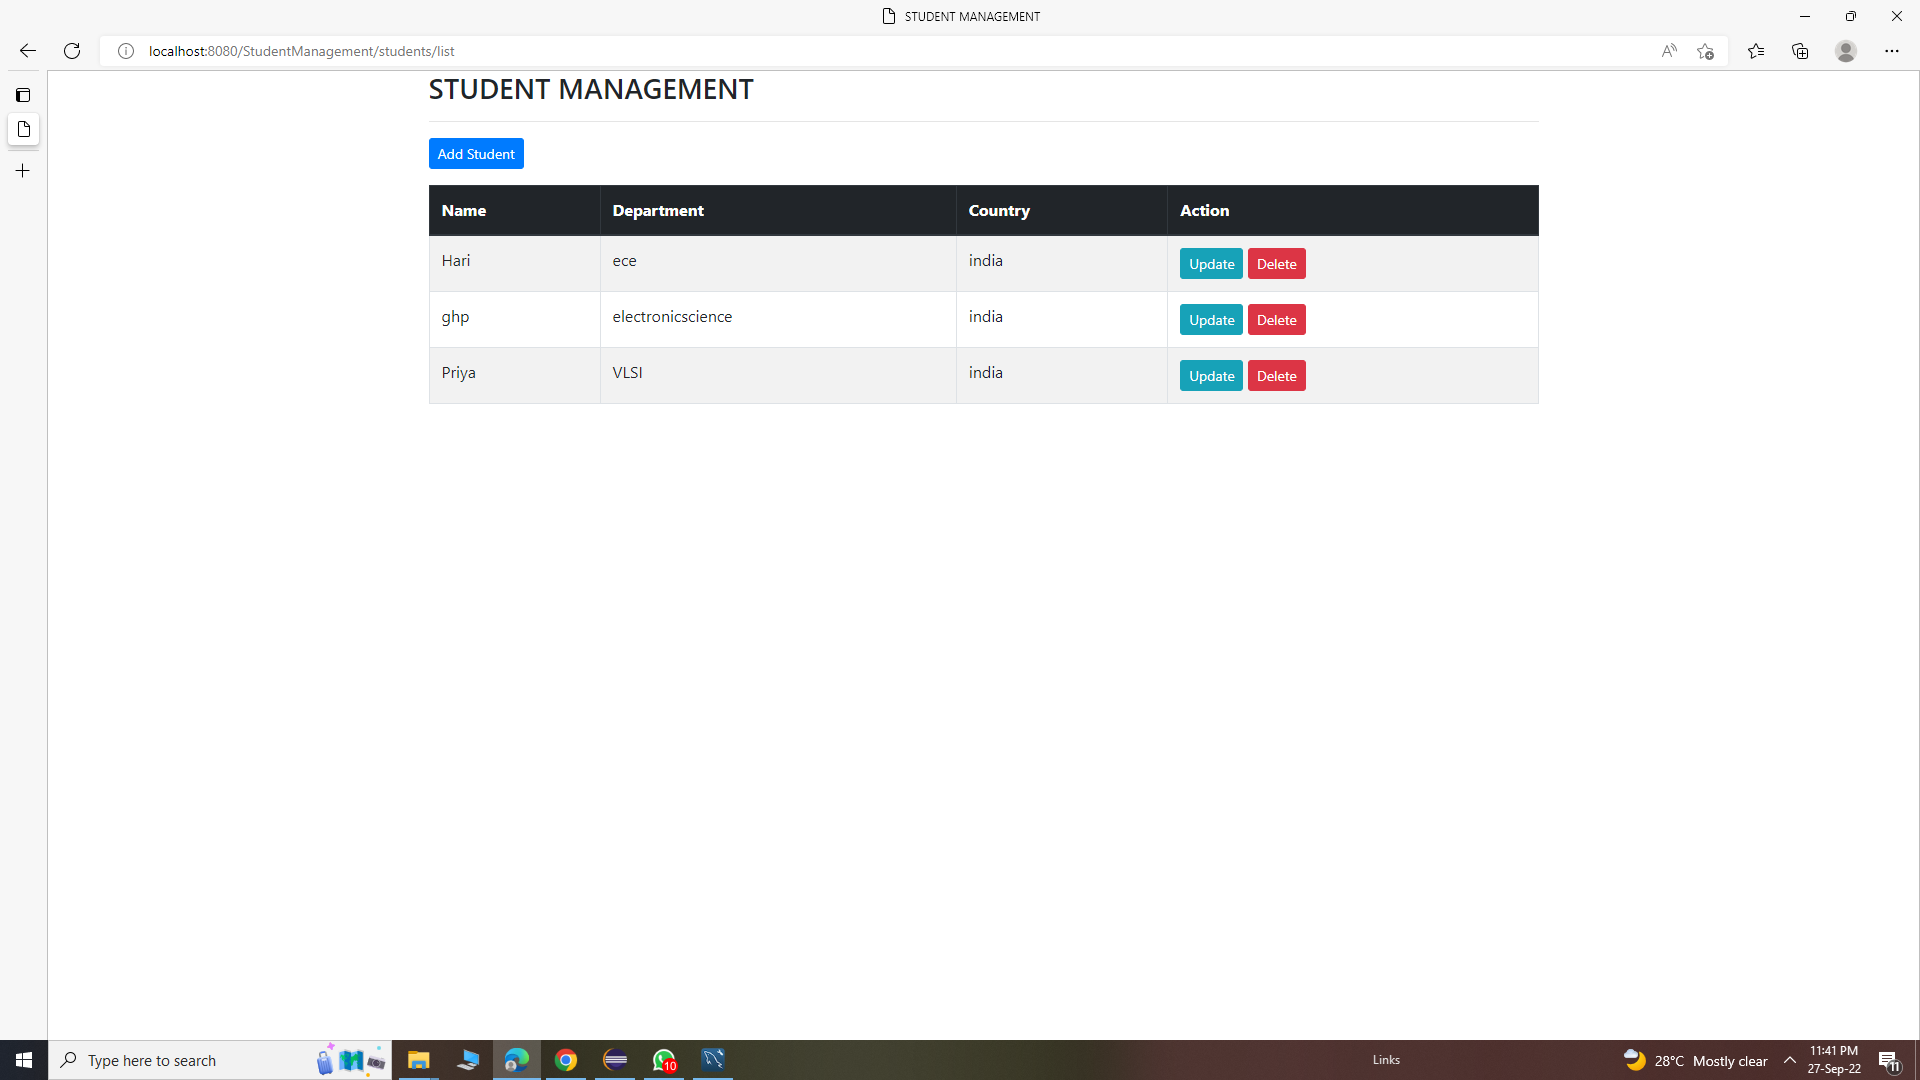 STUDENT MANAGEMENT
localhost:8080/StudentManagement/students/list
STUDENT MANAGEMENT
Add Student
Name Department Country Action
Hari ece india Update Delete
ghp electronicscience india Update Delete
Priya VLSI india Update Delete
Type here to search
10
Links
28°C Mostly clear
11:41 PM
27-Sep-22
11